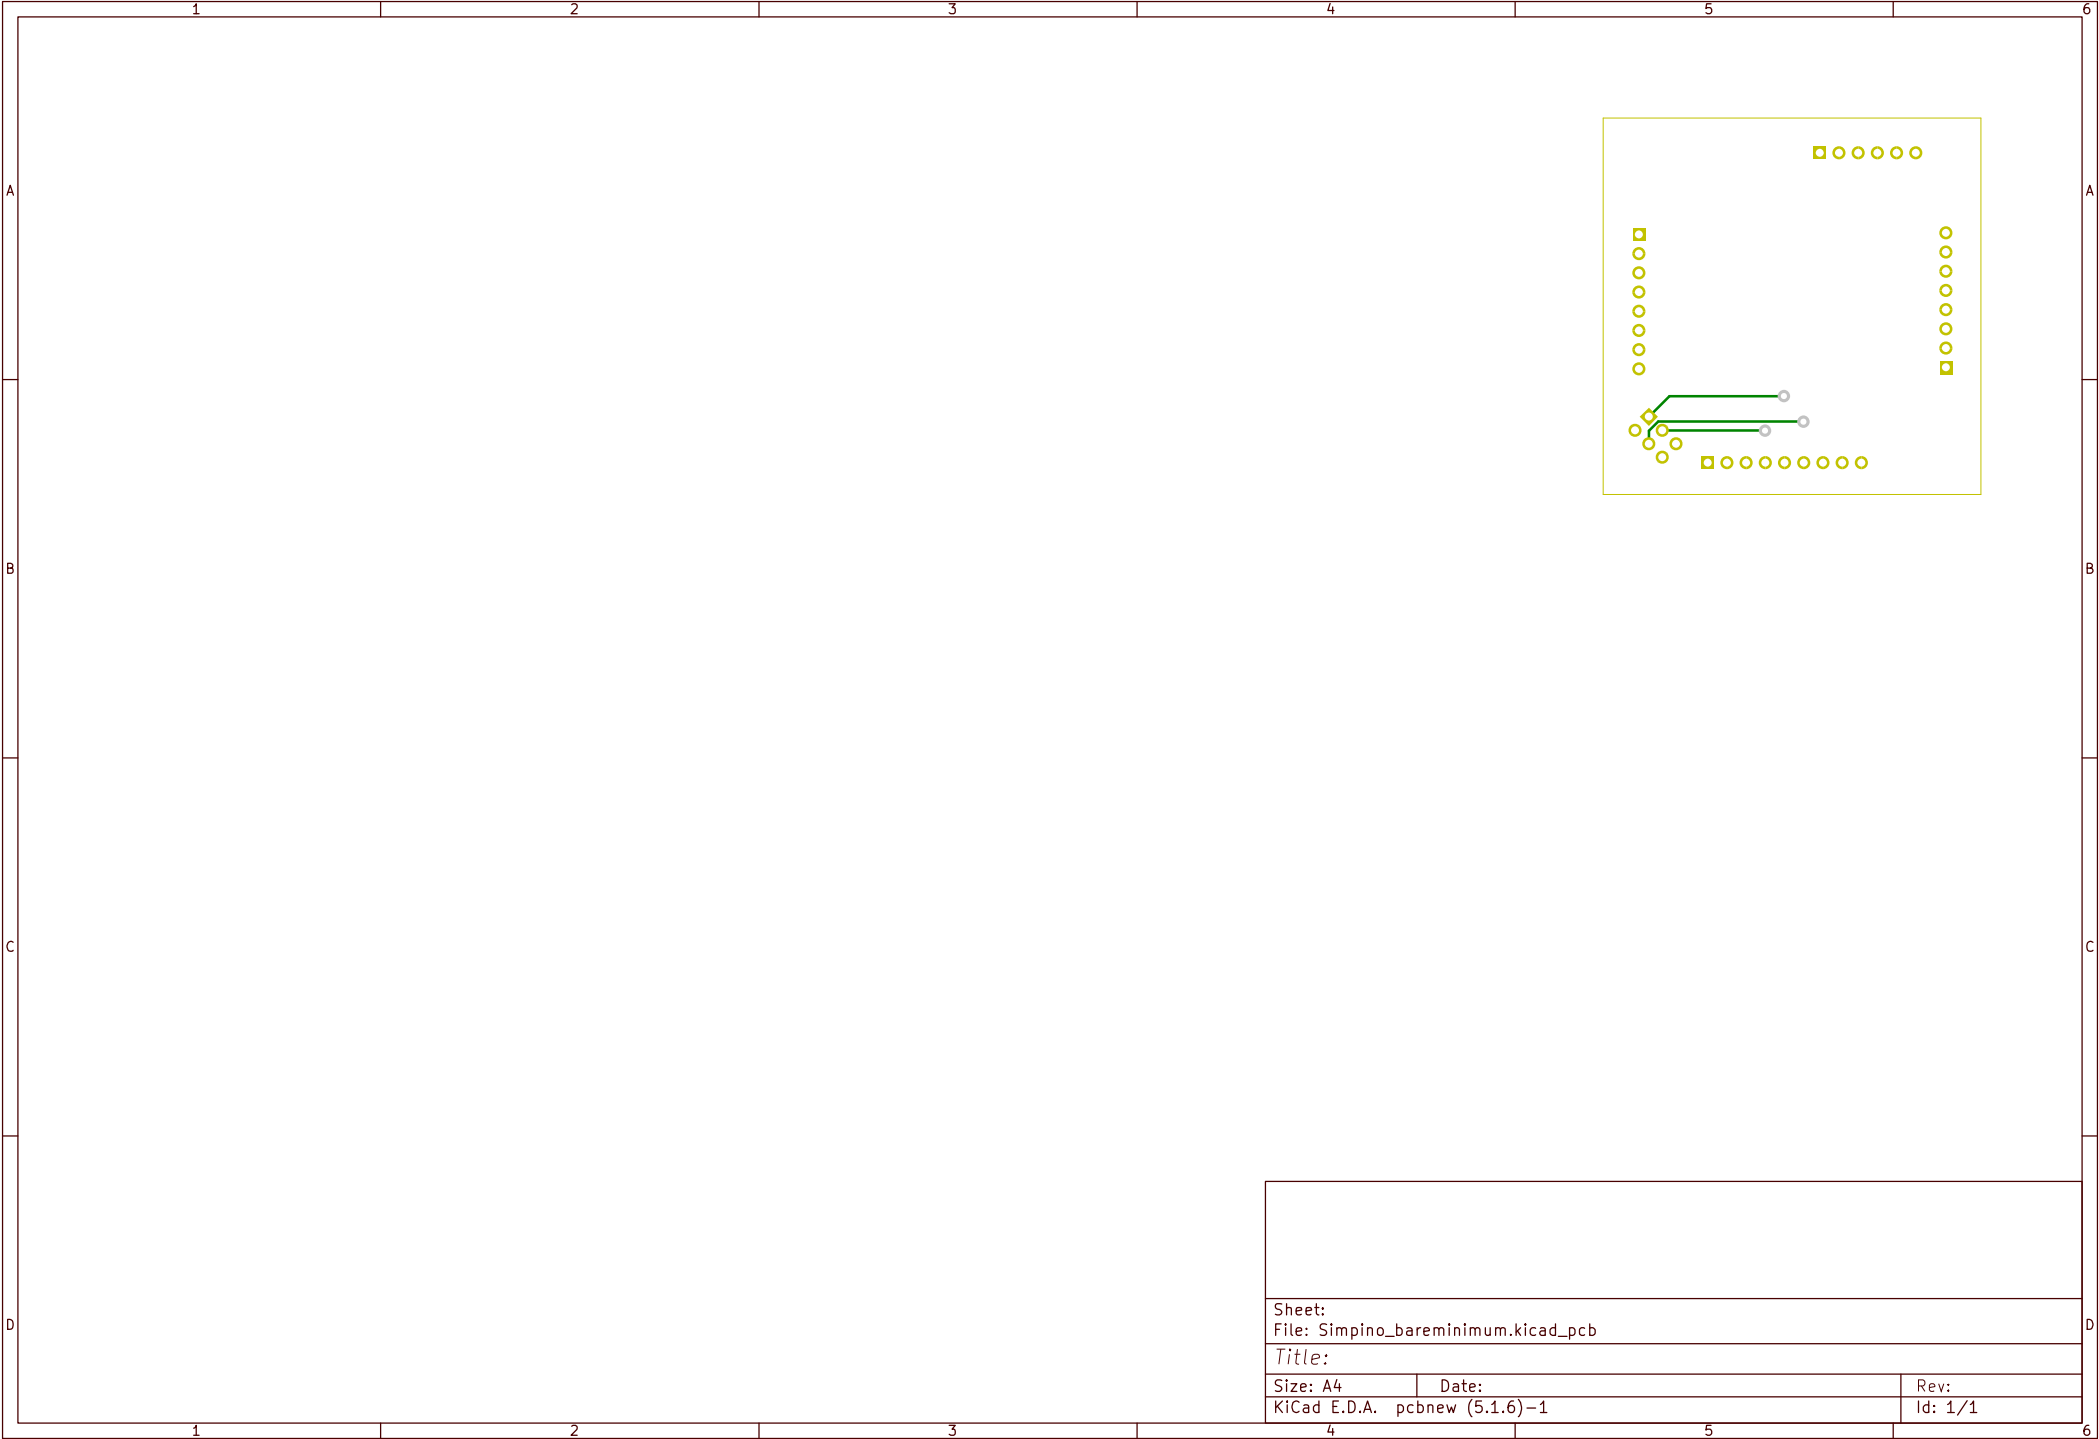 1 2 3 4 5 6
A A
B B
C C
D D
Sheet:
File: Simpino_bareminimum.kicad_pcb
Title:
Size: A4 Date: Rev:
KiCad E.D.A. pcbnew (5.1.6)-1 Id: 1/1
1 2 3 4 5 6